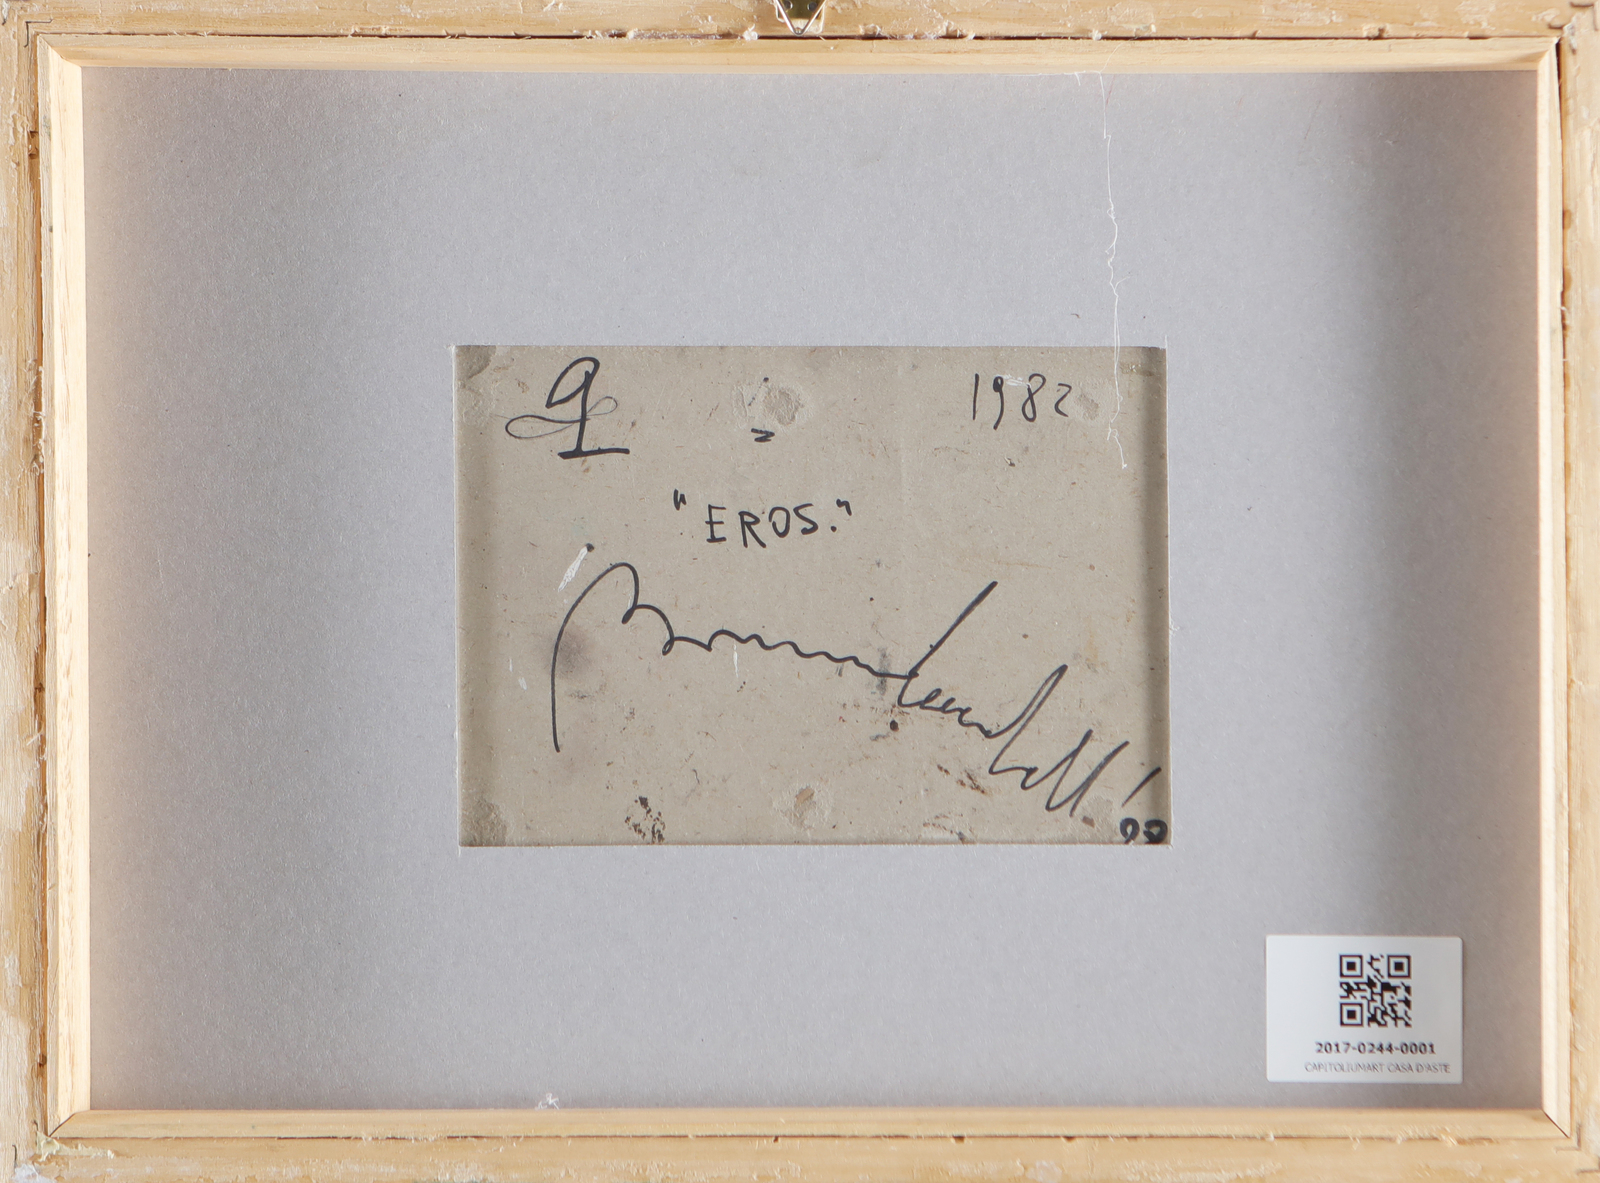 9 1982
"EROS."
2017-0244-0001
CAPITOLIUMART CASA D'ASTE